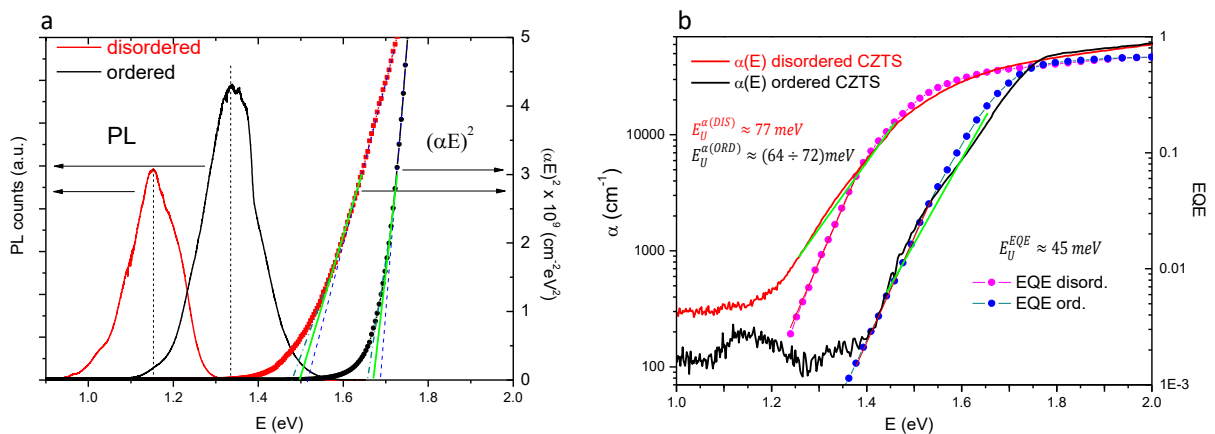 a
disordered
ordered
PL
(αE)²
PL counts (a.u.)
1.0 1.2 1.4 1.6 1.8 2.0
E (eV)
0
1
2
3
4
5
(αE)² x 10⁹ (cm⁻²eV²)
b
α(E) disordered CZTS
α(E) ordered CZTS
E_U^α(DIS) ≈ 77 meV
E_U^α(ORD) ≈ (64 ÷ 72)meV
E_U^EQE ≈ 45 meV
EQE disord.
EQE ord.
α (cm⁻¹)
10000
1000
100
1.0 1.2 1.4 1.6 1.8 2.0
E (eV)
1
0.1
0.01
1E-3
EQE